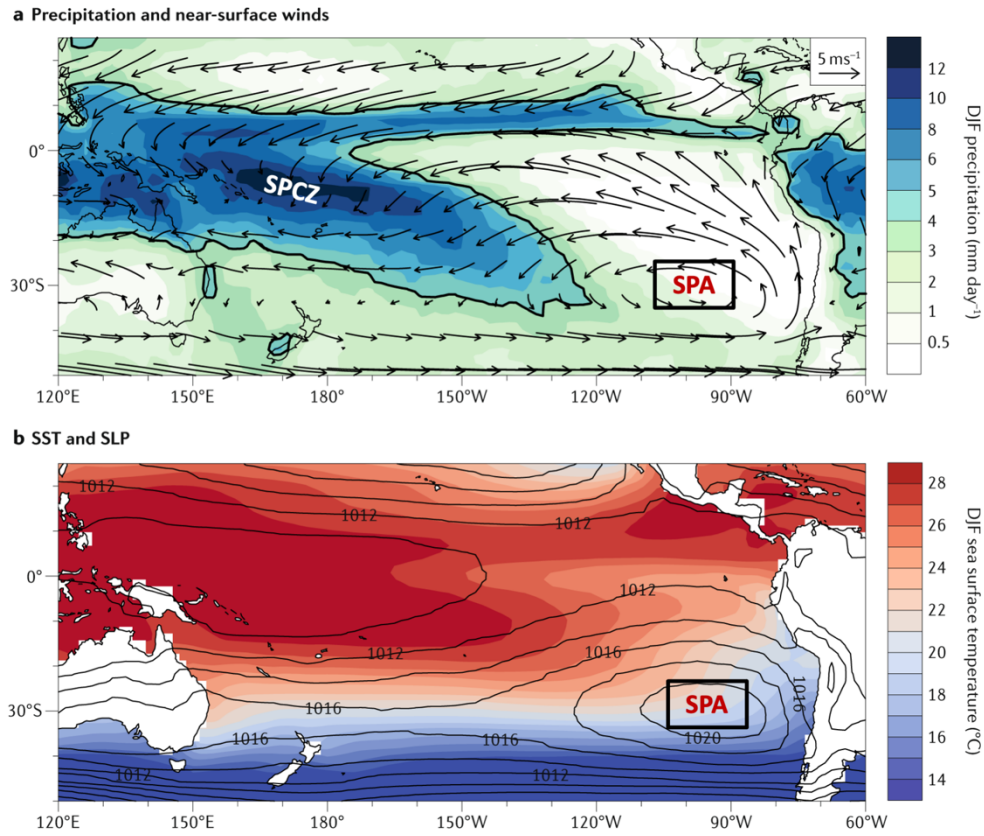 a Precipitation and near-surface winds
5 ms⁻¹
SPCZ
SPA
0°
30°S
120°E 150°E 180° 150°W 120°W 90°W 60°W
12
10
8
6
5
4
3
2
1
0.5
DJF precipitation (mm day⁻¹)
b SST and SLP
1012
1012
1012
1012
1012
1016
1016
1016
1016
1016
1020
1012
1012
SPA
0°
30°S
120°E 150°E 180° 150°W 120°W 90°W 60°W
28
26
24
22
20
18
16
14
DJF sea surface temperature (°C)